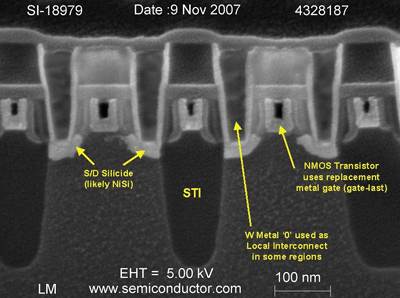 SI-18979 Date :9 Nov 2007 4328187
S/D Silicide
(likely NiSi)
STI
NMOS Transistor
uses replacement
metal gate (gate-last)
W Metal ‘0’ used as
Local Interconnect
in some regions
LM
EHT = 5.00 kV
www.semiconductor.com
100 nm